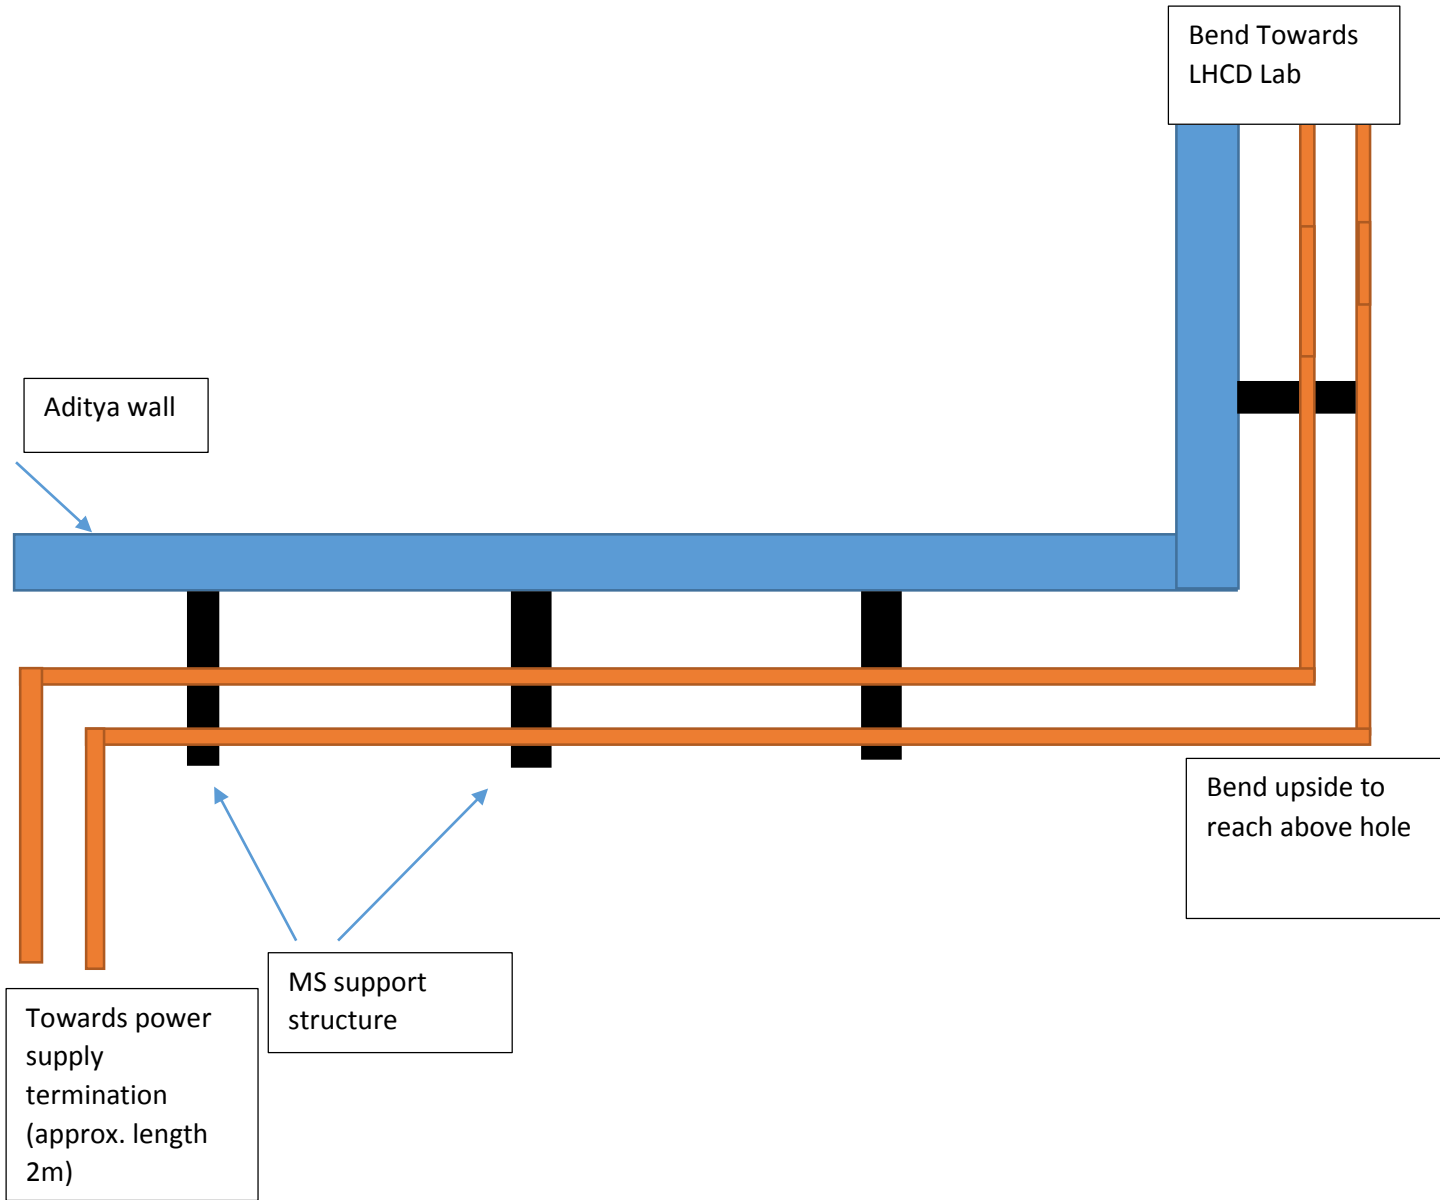 Bend Towards
LHCD Lab
Aditya wall
Bend upside to
reach above hole
MS support
structure
Towards power
supply
termination
(approx. length
2m)